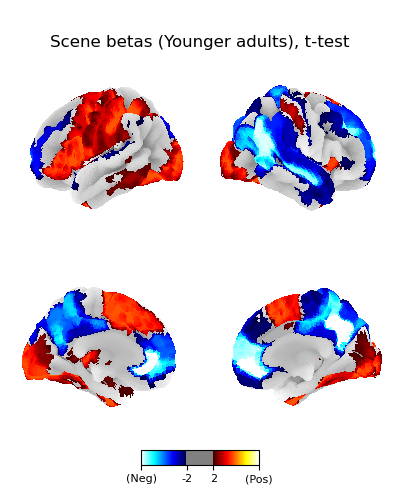 Scene betas (Younger adults), t-test
(Neg) -2 2 (Pos)